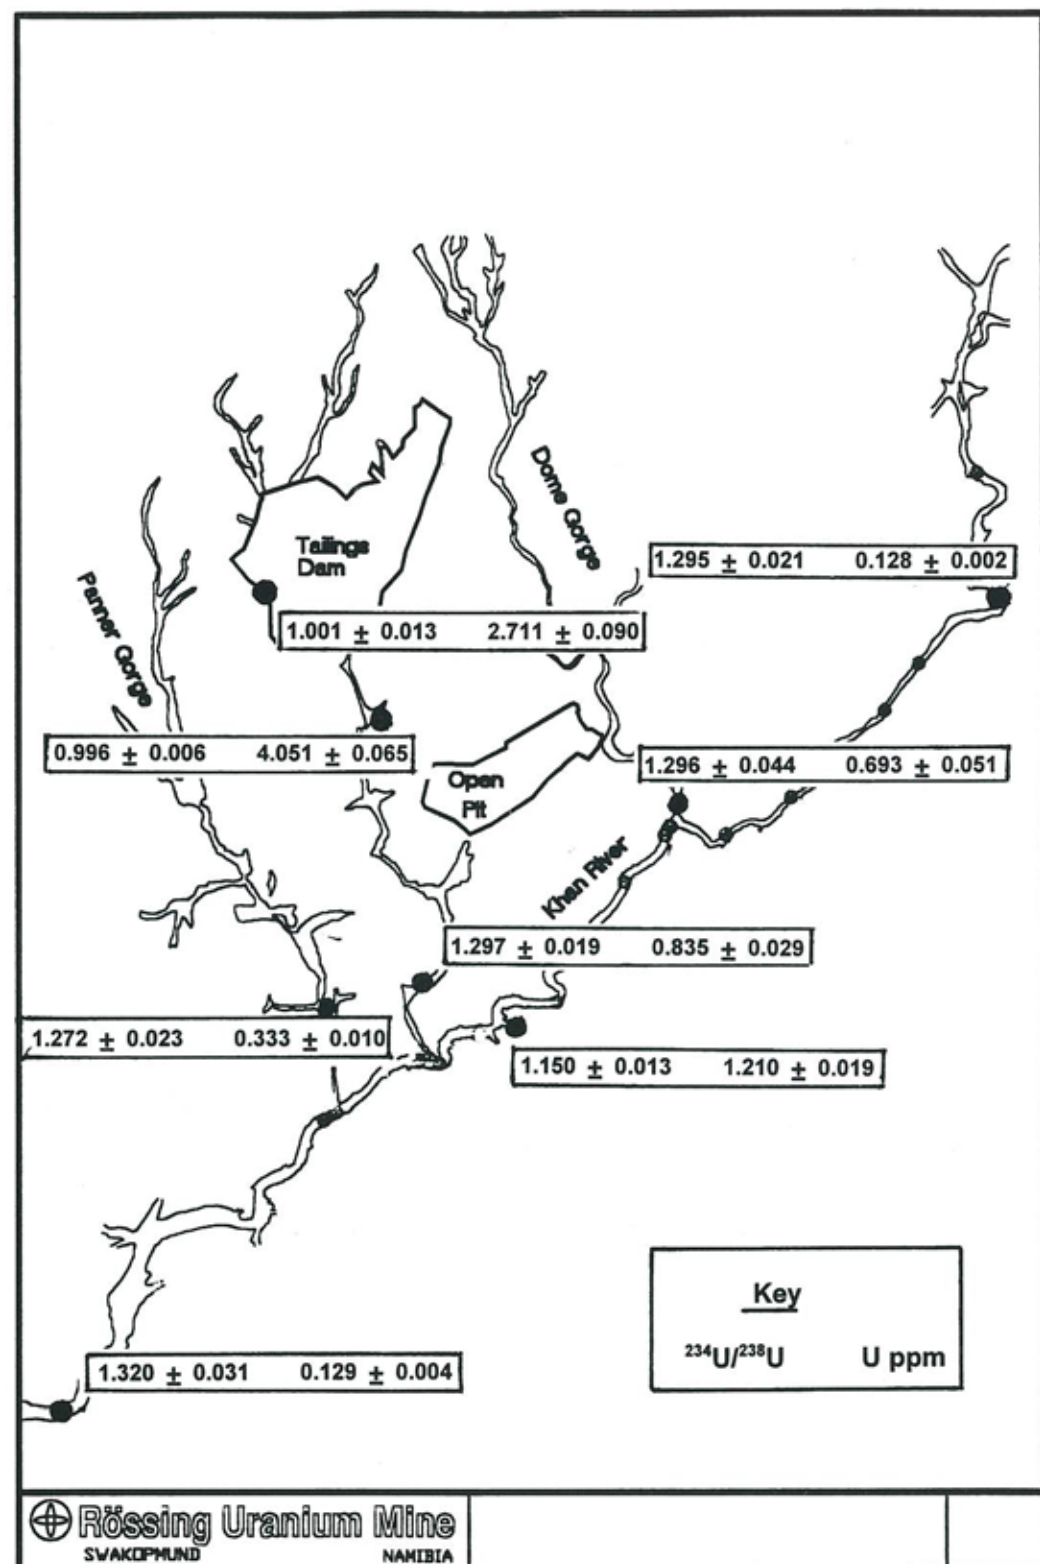 Dome Gorge
1.295 ± 0.021 0.128 ± 0.002
Tailings
Dam
Panner Gorge
1.001 ± 0.013 2.711 ± 0.090
0.996 ± 0.006 4.051 ± 0.065
1.296 ± 0.044 0.693 ± 0.051
Open
Pit
Khan River
1.297 ± 0.019 0.835 ± 0.029
1.272 ± 0.023 0.333 ± 0.010
1.150 ± 0.013 1.210 ± 0.019
Key
²³⁴U/²³⁸U U ppm
1.320 ± 0.031 0.129 ± 0.004
Rössing Uranium Mine
SWAKOPMUND NAMIBIA